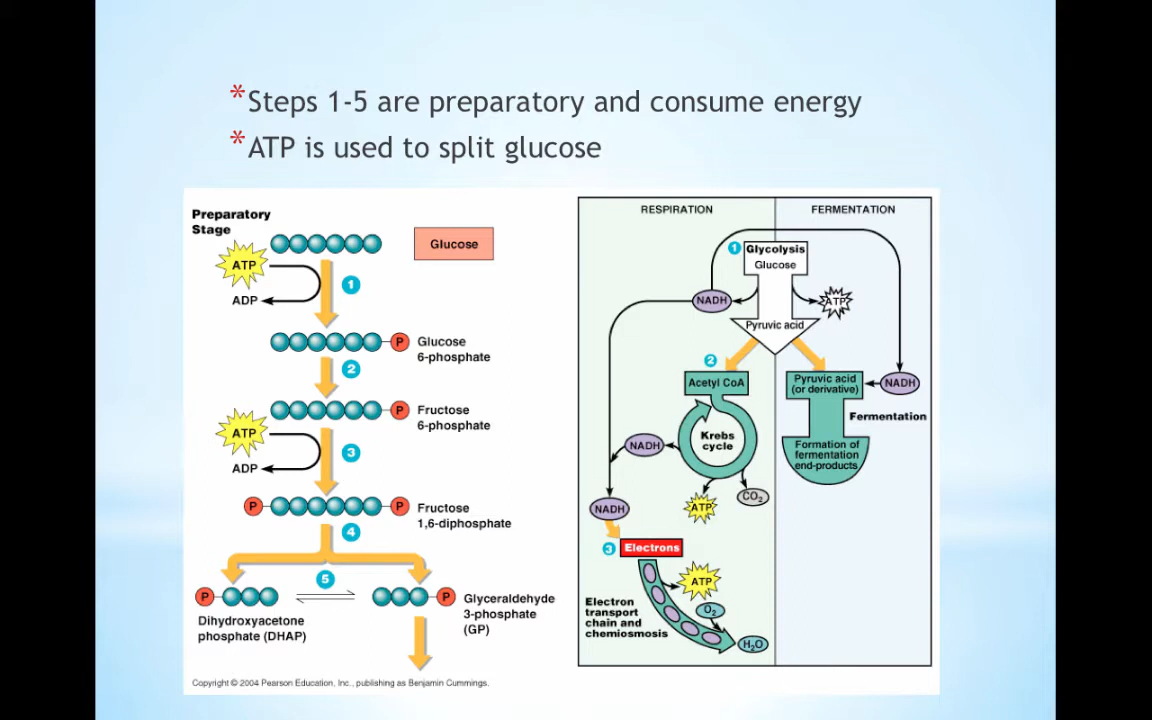 * Steps 1-5 are preparatory and consume energy
* ATP is used to split glucose
Preparatory
Stage
Glucose
ATP
ADP
1
P
Glucose
6-phosphate
2
P
Fructose
6-phosphate
ATP
ADP
3
P
P
Fructose
1,6-diphosphate
4
5
P
P
Dihydroxyacetone
phosphate (DHAP)
Glyceraldehyde
3-phosphate
(GP)
Copyright © 2004 Pearson Education, Inc., publishing as Benjamin Cummings.
RESPIRATION
FERMENTATION
1
Glycolysis
Glucose
NADH
ATP
Pyruvic acid
2
Acetyl CoA
Pyruvic acid
(or derivative)
NADH
Fermentation
Krebs
cycle
NADH
Formation of
fermentation
end-products
ATP
CO2
NADH
3
Electrons
ATP
O2
Electron
transport
chain and
chemiosmosis
H2O